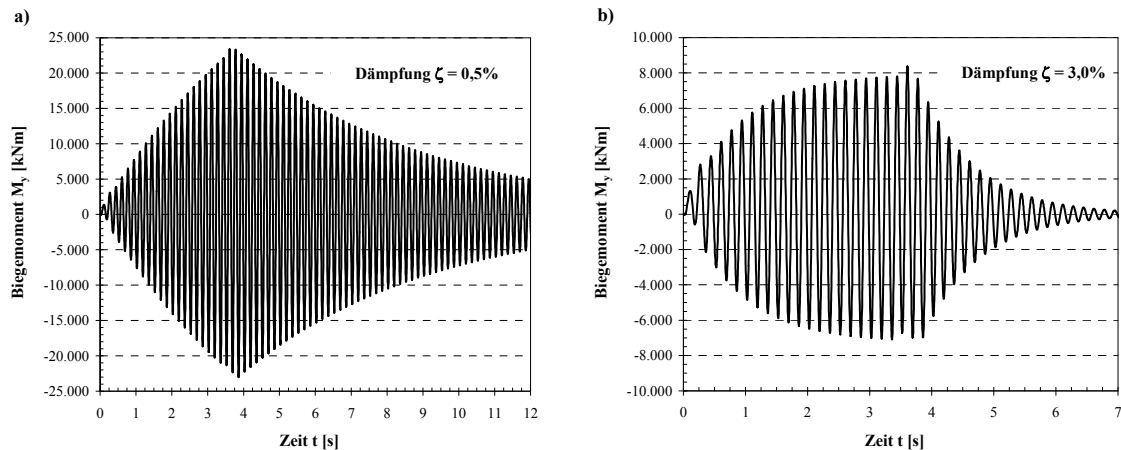 a)
25.000
20.000
15.000
10.000
5.000
0
-5.000
-10.000
-15.000
-20.000
-25.000
Biegemoment My [kNm]
Dämpfung ζ = 0,5%
0 1 2 3 4 5 6 7 8 9 10 11 12
Zeit t [s]
b)
10.000
8.000
6.000
4.000
2.000
0
-2.000
-4.000
-6.000
-8.000
-10.000
Biegemoment My [kNm]
Dämpfung ζ = 3,0%
0 1 2 3 4 5 6 7
Zeit t [s]